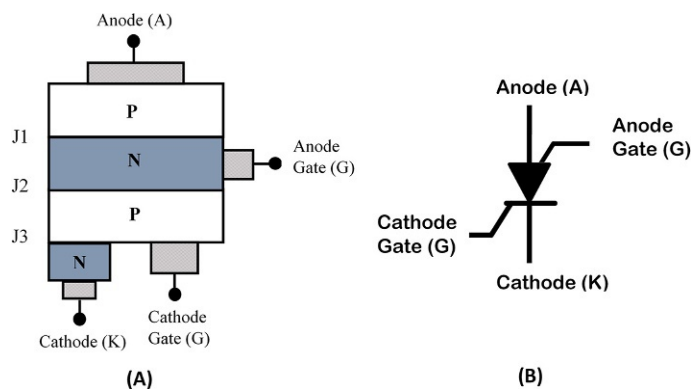 Anode (A)
P
J1
N
Anode
Gate (G)
J2
P
J3
N
Cathode (K)
Cathode
Gate (G)
(A)
Anode (A)
Anode
Gate (G)
Cathode
Gate (G)
Cathode (K)
(B)